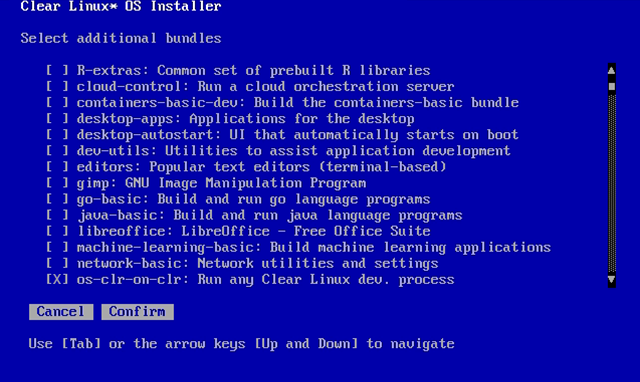 Clear Linux* OS Installer
Select additional bundles
[ ] R-extras: Common set of prebuilt R libraries
[ ] cloud-control: Run a cloud orchestration server
[ ] containers-basic-dev: Build the containers-basic bundle
[ ] desktop-apps: Applications for the desktop
[ ] desktop-autostart: UI that automatically starts on boot
[ ] dev-utils: Utilities to assist application development
[ ] editors: Popular text editors (terminal-based)
[ ] gimp: GNU Image Manipulation Program
[ ] go-basic: Build and run go language programs
[ ] java-basic: Build and run java language programs
[ ] libreoffice: LibreOffice - Free Office Suite
[ ] machine-learning-basic: Build machine learning applications
[ ] network-basic: Network utilities and settings
[X] os-clr-on-clr: Run any Clear Linux dev. process
Cancel Confirm
Use [Tab] or the arrow keys [Up and Down] to navigate